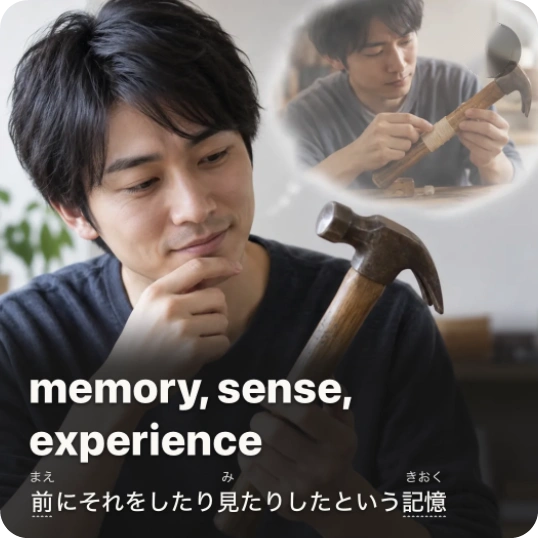 memory, sense,
experience
まえ み きおく
前にそれをしたり見たりしたという記憶